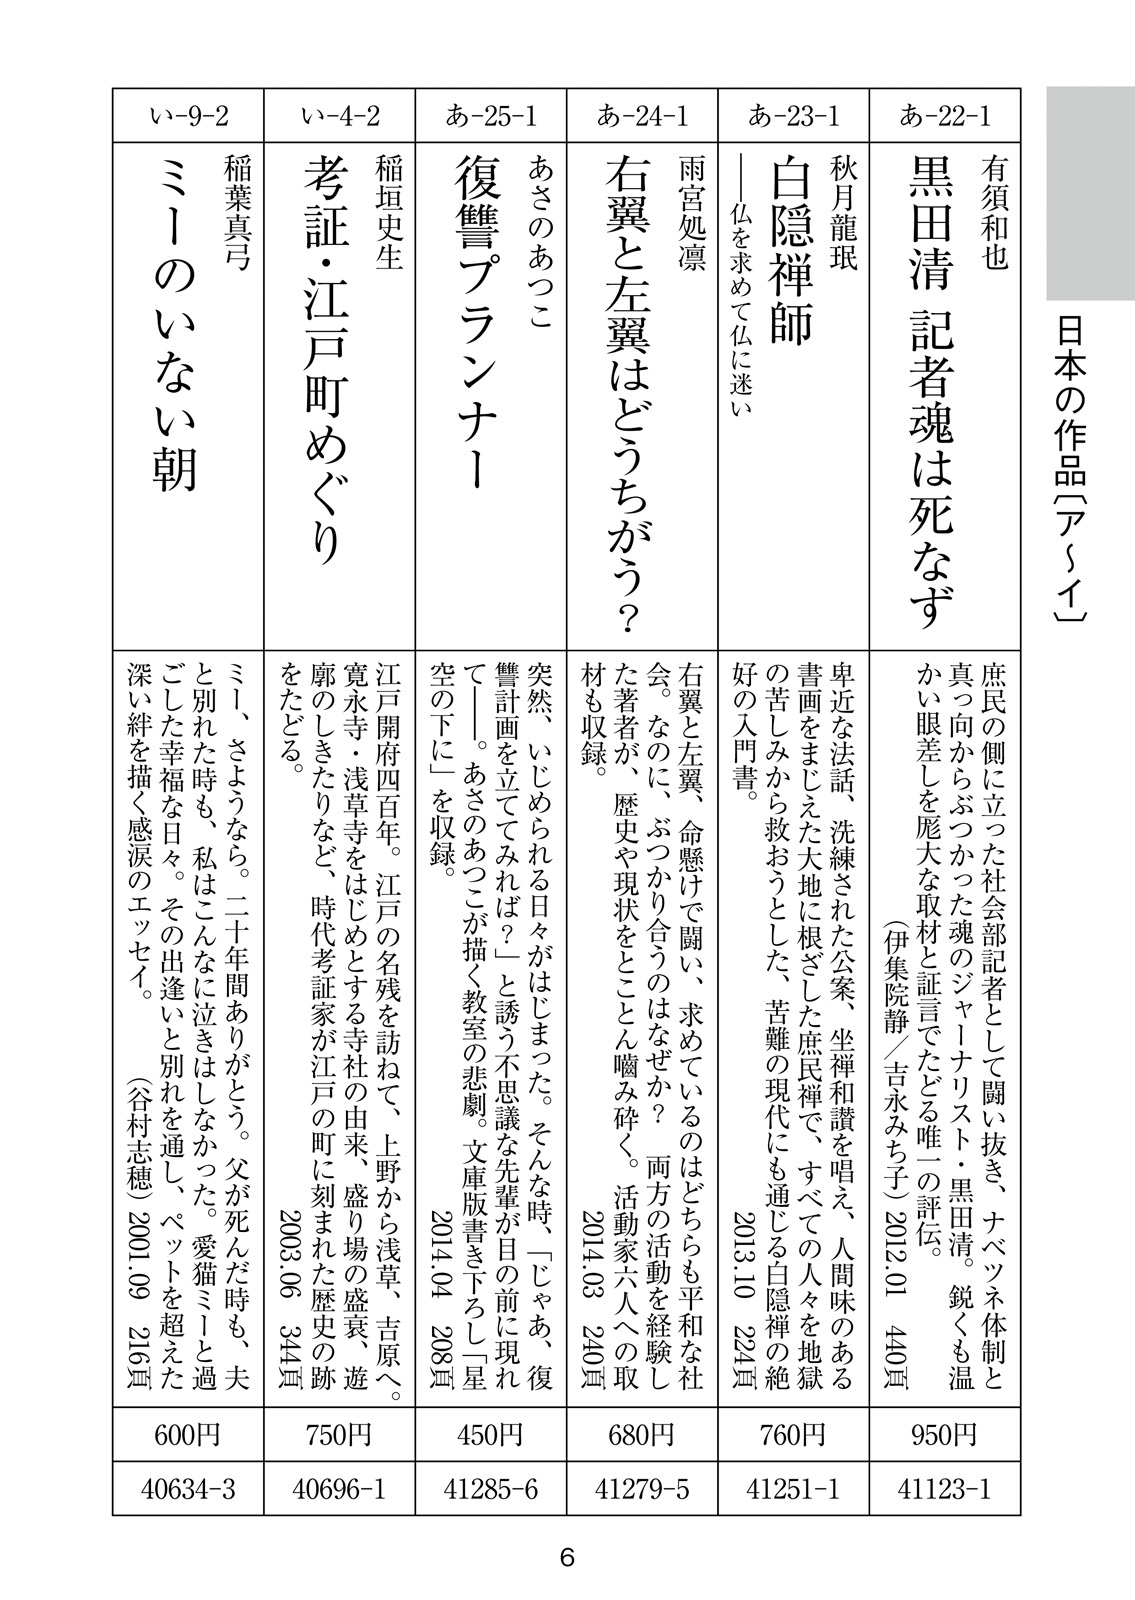 日本の作品〔ア〜イ〕
あ-22-1
有須和也
黒田清 記者魂は死なず
庶民の側に立った社会部記者として闘い抜き、ナベツネ体制と
真っ向からぶつかった魂のジャーナリスト・黒田清。鋭くも温
かい眼差しを厖大な取材と証言でたどる唯一の評伝。
（伊集院静／吉永みち子）2012.01　440頁
950円
41123-1
あ-23-1
秋月龍珉
白隠禅師
――仏を求めて仏に迷い
卑近な法話、洗練された公案、坐禅和讃を唱え、人間味のある
書画をまじえた大地に根ざした庶民禅で、すべての人々を地獄
の苦しみから救おうとした、苦難の現代にも通じる白隠禅の絶
好の入門書。　2013.10　224頁
760円
41251-1
あ-24-1
雨宮処凛
右翼と左翼はどうちがう？
右翼と左翼、命懸けで闘い、求めているのはどちらも平和な社
会。なのに、ぶつかり合うのはなぜか？　両方の活動を経験し
た著者が、歴史や現状をとことん噛み砕く。活動家六人への取
材も収録。　2014.03　240頁
680円
41279-5
あ-25-1
あさのあつこ
復讐プランナー
突然、いじめられる日々がはじまった。そんな時、「じゃあ、復
讐計画を立ててみれば？」と誘う不思議な先輩が目の前に現れ
て――。あさのあつこが描く教室の悲劇。文庫版書き下ろし「星
空の下に」を収録。　2014.04　208頁
450円
41285-6
い-4-2
稲垣史生
考証・江戸町めぐり
江戸開府四百年。江戸の名残を訪ねて、上野から浅草、吉原へ。
寛永寺・浅草寺をはじめとする寺社の由来、盛り場の盛衰、遊
廓のしきたりなど、時代考証家が江戸の町に刻まれた歴史の跡
をたどる。　2003.06　344頁
750円
40696-1
い-9-2
稲葉真弓
ミーのいない朝
ミー、さようなら。二十年間ありがとう。父が死んだ時も、夫
と別れた時も、私はこんなに泣きはしなかった。愛猫ミーと過
ごした幸福な日々。その出逢いと別れを通し、ペットを超えた
深い絆を描く感涙のエッセイ。　（谷村志穂）2001.09　216頁
600円
40634-3
6